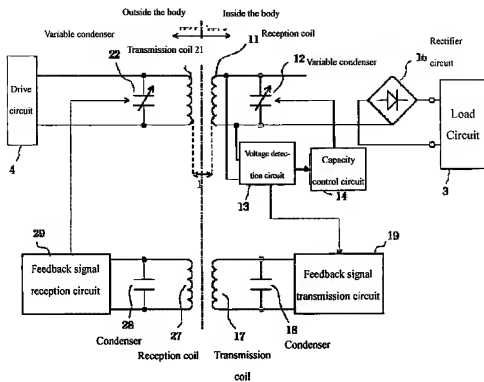 Outside the body
Inside the body
Reception coil
Variable condenser
Transmission coil 21
11
22
12
Variable condenser
16
Rectifier
circuit
Drive
circuit
4
Load
Circuit
3
Voltage detec-
tion circuit
13
Capacity
control circuit
14
29
19
Feedback signal
reception circuit
Feedback signal
transmission circuit
28
27
17
18
Condenser
Reception coil
Transmission
coil
Condenser